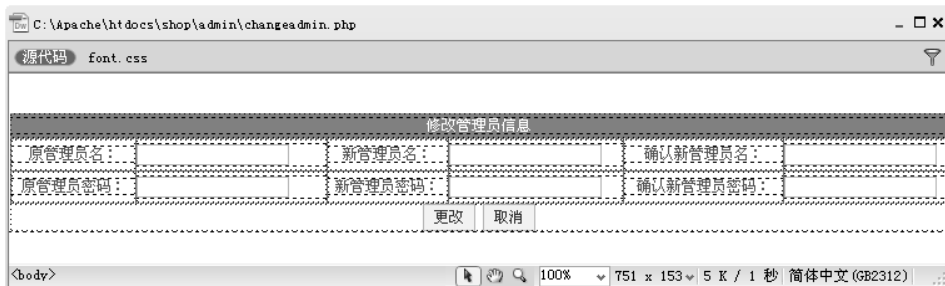 C:\Apache\htdocs\shop\admin\changeadmin.php
源代码 font.css
修改管理员信息
原管理员名： 新管理员名： 确认新管理员名：
原管理员密码： 新管理员密码： 确认新管理员密码：
更改 取消
<body> 100% 751 x 153 5 K / 1 秒 简体中文(GB2312)